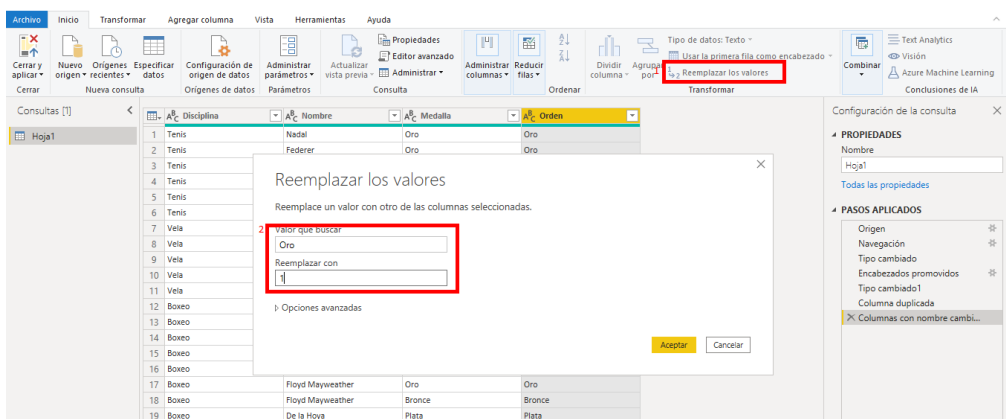 Archivo Inicio Transformar Agregar columna Vista Herramientas Ayuda
Cerrar y aplicar
Nuevo origen
Orígenes recientes
Especificar datos
Configuración de origen de datos
Administrar parámetros
Actualizar vista previa
Propiedades
Editor avanzado
Administrar
Administrar columnas
Reducir filas
Dividir columna
Agrupar por
Tipo de datos: Texto
Usar la primera fila como encabezado
1
Reemplazar los valores
Combinar
Text Analytics
Visión
Azure Machine Learning
Cerrar Nueva consulta Orígenes de datos Parámetros Consulta Ordenar Transformar Conclusiones de IA
Consultas [1]
Hoja1
Disciplina Nombre Medalla Orden
1 Tenis Nadal Oro Oro
2 Tenis Federer Oro Oro
3 Tenis
4 Tenis
5 Tenis
6 Tenis
7 Vela
8 Vela
9 Vela
10 Vela
11 Vela
12 Boxeo
13 Boxeo
14 Boxeo
15 Boxeo
16 Boxeo
17 Boxeo Floyd Mayweather Oro Oro
18 Boxeo Floyd Mayweather Bronce Bronce
19 Boxeo De la Hoya Plata Plata
Reemplazar los valores
Reemplace un valor con otro de las columnas seleccionadas.
2
Valor que buscar
Oro
Reemplazar con
1
Opciones avanzadas
Aceptar Cancelar
Configuración de la consulta
PROPIEDADES
Nombre
Hoja1
Todas las propiedades
PASOS APLICADOS
Origen
Navegación
Tipo cambiado
Encabezados promovidos
Tipo cambiado1
Columna duplicada
Columnas con nombre cambi...